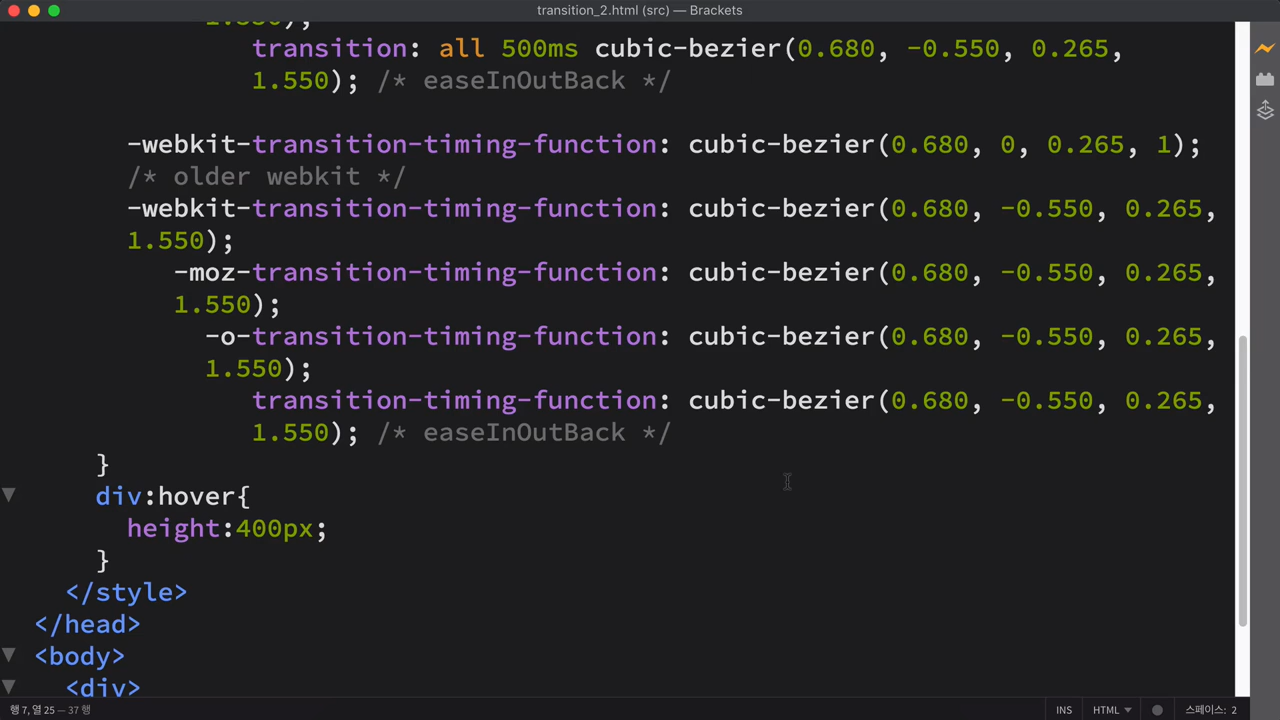 transition_2.html (src) — Brackets
1.550);
transition: all 500ms cubic-bezier(0.680, -0.550, 0.265,
1.550); /* easeInOutBack */
-webkit-transition-timing-function: cubic-bezier(0.680, 0, 0.265, 1);
/* older webkit */
-webkit-transition-timing-function: cubic-bezier(0.680, -0.550, 0.265,
1.550);
-moz-transition-timing-function: cubic-bezier(0.680, -0.550, 0.265,
1.550);
-o-transition-timing-function: cubic-bezier(0.680, -0.550, 0.265,
1.550);
transition-timing-function: cubic-bezier(0.680, -0.550, 0.265,
1.550); /* easeInOutBack */
}
div:hover{
height:400px;
}
</style>
</head>
<body>
<div>
행 7, 열 25 — 37 행
INS
HTML
스페이스: 2